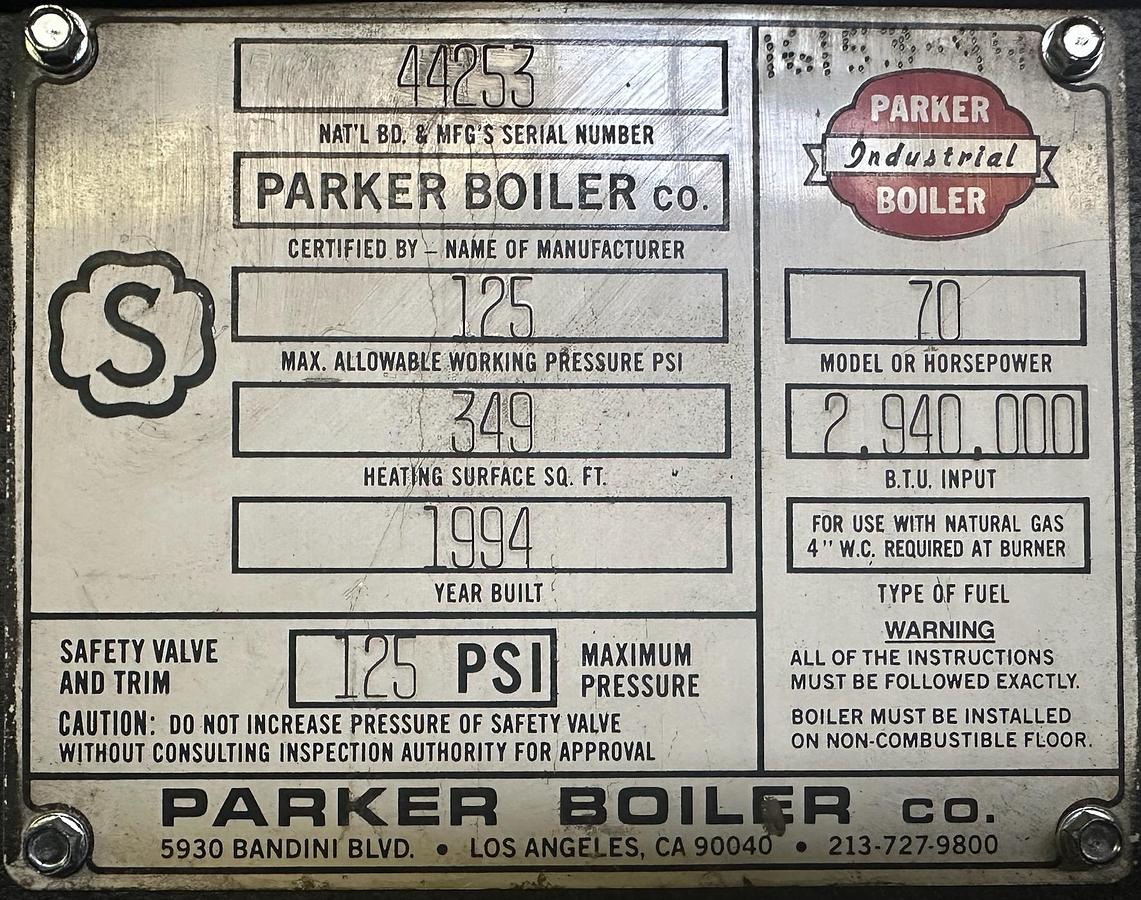 44253
NAT'L BD. & MFG'S SERIAL NUMBER
PARKER BOILER CO.
CERTIFIED BY – NAME OF MANUFACTURER
S
125
MAX. ALLOWABLE WORKING PRESSURE PSI
349
HEATING SURFACE SQ. FT.
1994
YEAR BUILT
PARKER
Industrial
BOILER
70
MODEL OR HORSEPOWER
2,940,000
B.T.U. INPUT
FOR USE WITH NATURAL GAS
4" W.C. REQUIRED AT BURNER
TYPE OF FUEL
WARNING
ALL OF THE INSTRUCTIONS
MUST BE FOLLOWED EXACTLY.
BOILER MUST BE INSTALLED
ON NON-COMBUSTIBLE FLOOR.
SAFETY VALVE
AND TRIM
125 PSI
MAXIMUM
PRESSURE
CAUTION: DO NOT INCREASE PRESSURE OF SAFETY VALVE
WITHOUT CONSULTING INSPECTION AUTHORITY FOR APPROVAL
PARKER BOILER CO.
5930 BANDINI BLVD. • LOS ANGELES, CA 90040 • 213-727-9800